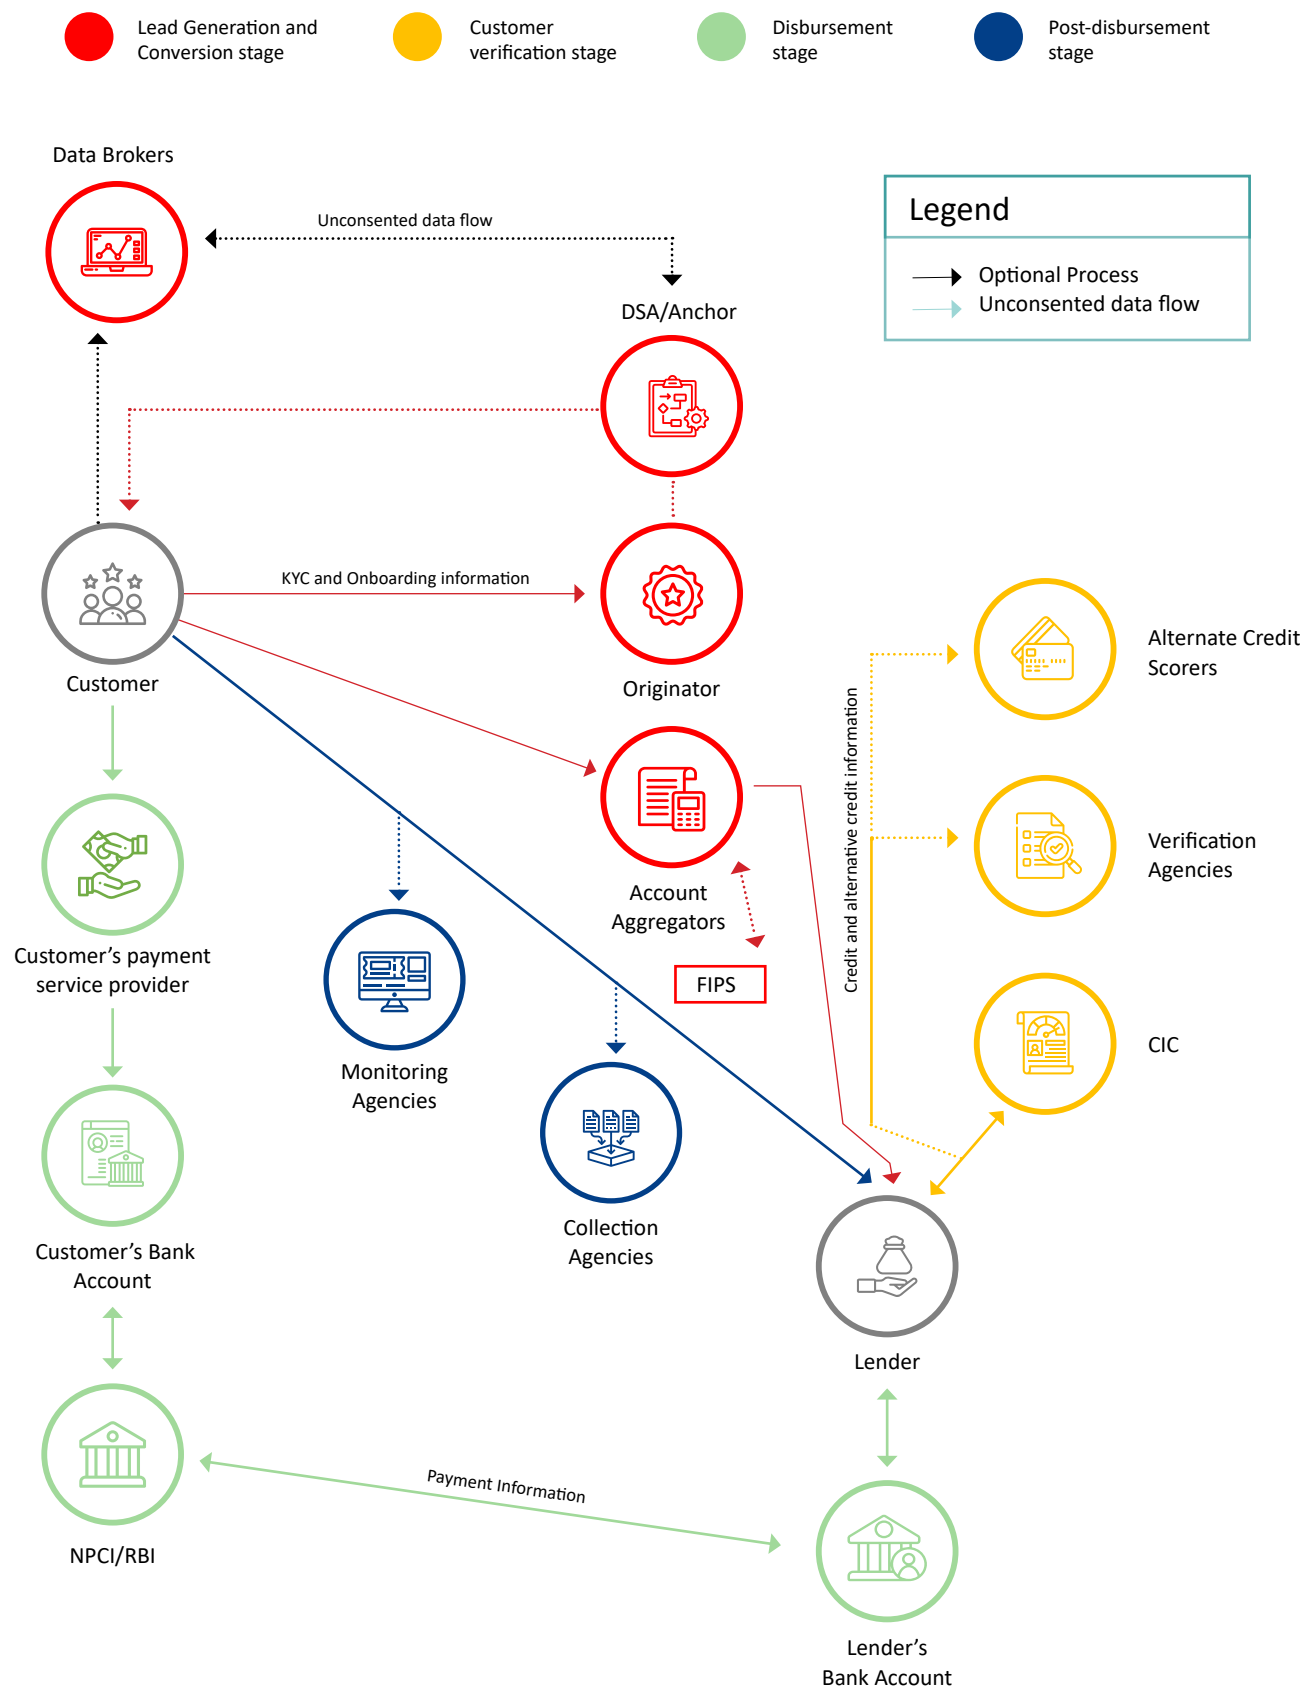 Lead Generation and
Conversion stage
Customer
verification stage
Disbursement
stage
Post-disbursement
stage
Data Brokers
Unconsented data flow
Legend
Optional Process
Unconsented data flow
DSA/Anchor
KYC and Onboarding information
Customer
Originator
Alternate Credit
Scorers
Credit and alternative credit information
Verification
Agencies
Account
Aggregators
FIPS
Customer’s payment
service provider
CIC
Monitoring
Agencies
Collection
Agencies
Customer’s Bank
Account
Lender
Payment Information
NPCI/RBI
Lender’s
Bank Account